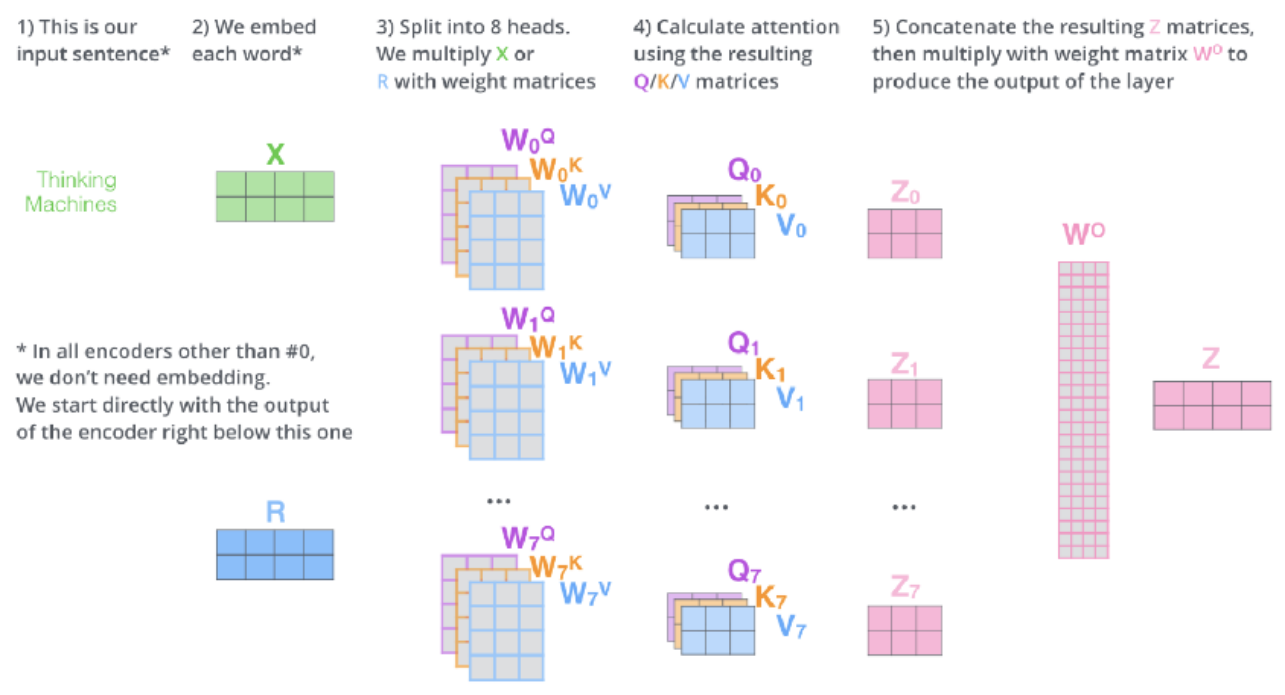 1) This is our
input sentence*
2) We embed
each word*
3) Split into 8 heads.
We multiply X or
R with weight matrices
4) Calculate attention
using the resulting
Q/K/V matrices
5) Concatenate the resulting Z matrices,
then multiply with weight matrix Wᴼ to
produce the output of the layer
Thinking
Machines
X
W₀Q
W₀K
W₀V
Q₀
K₀
V₀
Z₀
Wᴼ
* In all encoders other than #0,
we don't need embedding.
We start directly with the output
of the encoder right below this one
W₁Q
W₁K
W₁V
Q₁
K₁
V₁
Z₁
Z
...
...
...
R
W₇Q
W₇K
W₇V
Q₇
K₇
V₇
Z₇